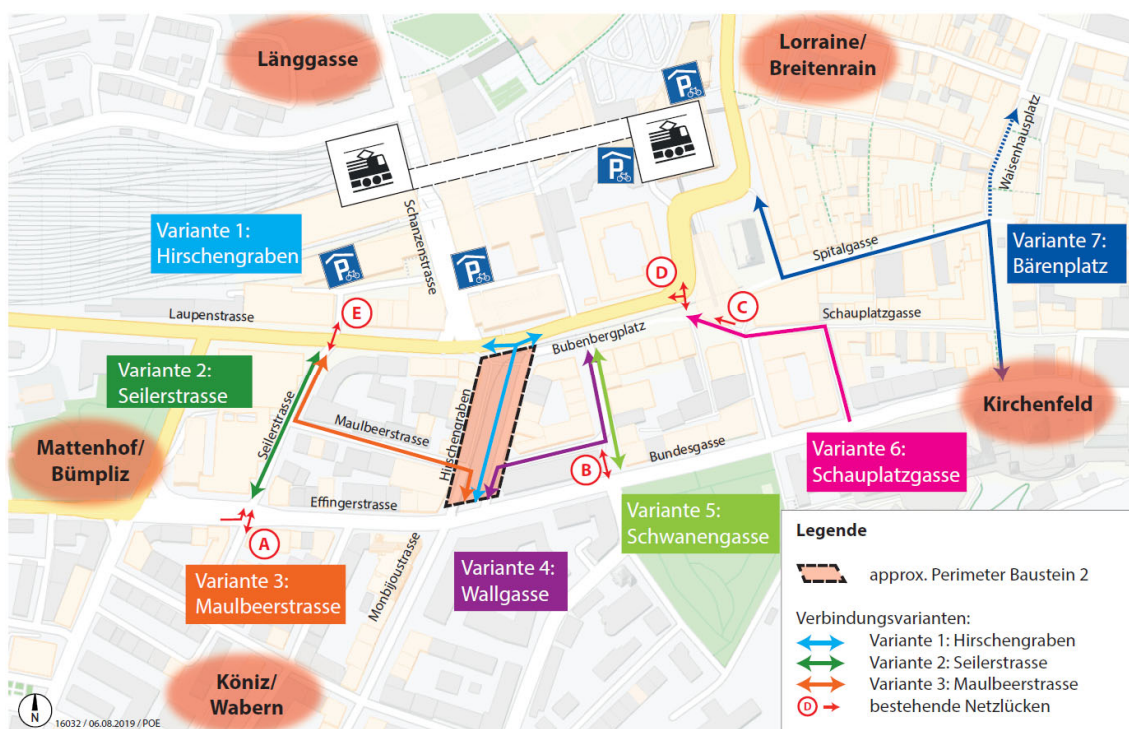 Länggasse
Lorraine/
Breitenrain
P
P
Waisenhausplatz
Schanzenstrasse
Variante 1:
Hirschengraben
P
P
Spitalgasse
Variante 7:
Bärenplatz
D
E
C
Laupenstrasse
Schauplatzgasse
Bubenbergplatz
Variante 2:
Seilerstrasse
Seilerstrasse
Maulbeerstrasse
Hirschengraben
Kirchenfeld
Mattenhof/
Bümpliz
B
Bundesgasse
Variante 6:
Schauplatzgasse
Effingerstrasse
A
Variante 5:
Schwanengasse
Variante 3:
Maulbeerstrasse
Monbijoustrasse
Variante 4:
Wallgasse
Legende
approx. Perimeter Baustein 2
Verbindungsvarianten:
Variante 1: Hirschengraben
Variante 2: Seilerstrasse
Variante 3: Maulbeerstrasse
D bestehende Netzlücken
Köniz/
Wabern
N
16032 / 06.08.2019 / POE